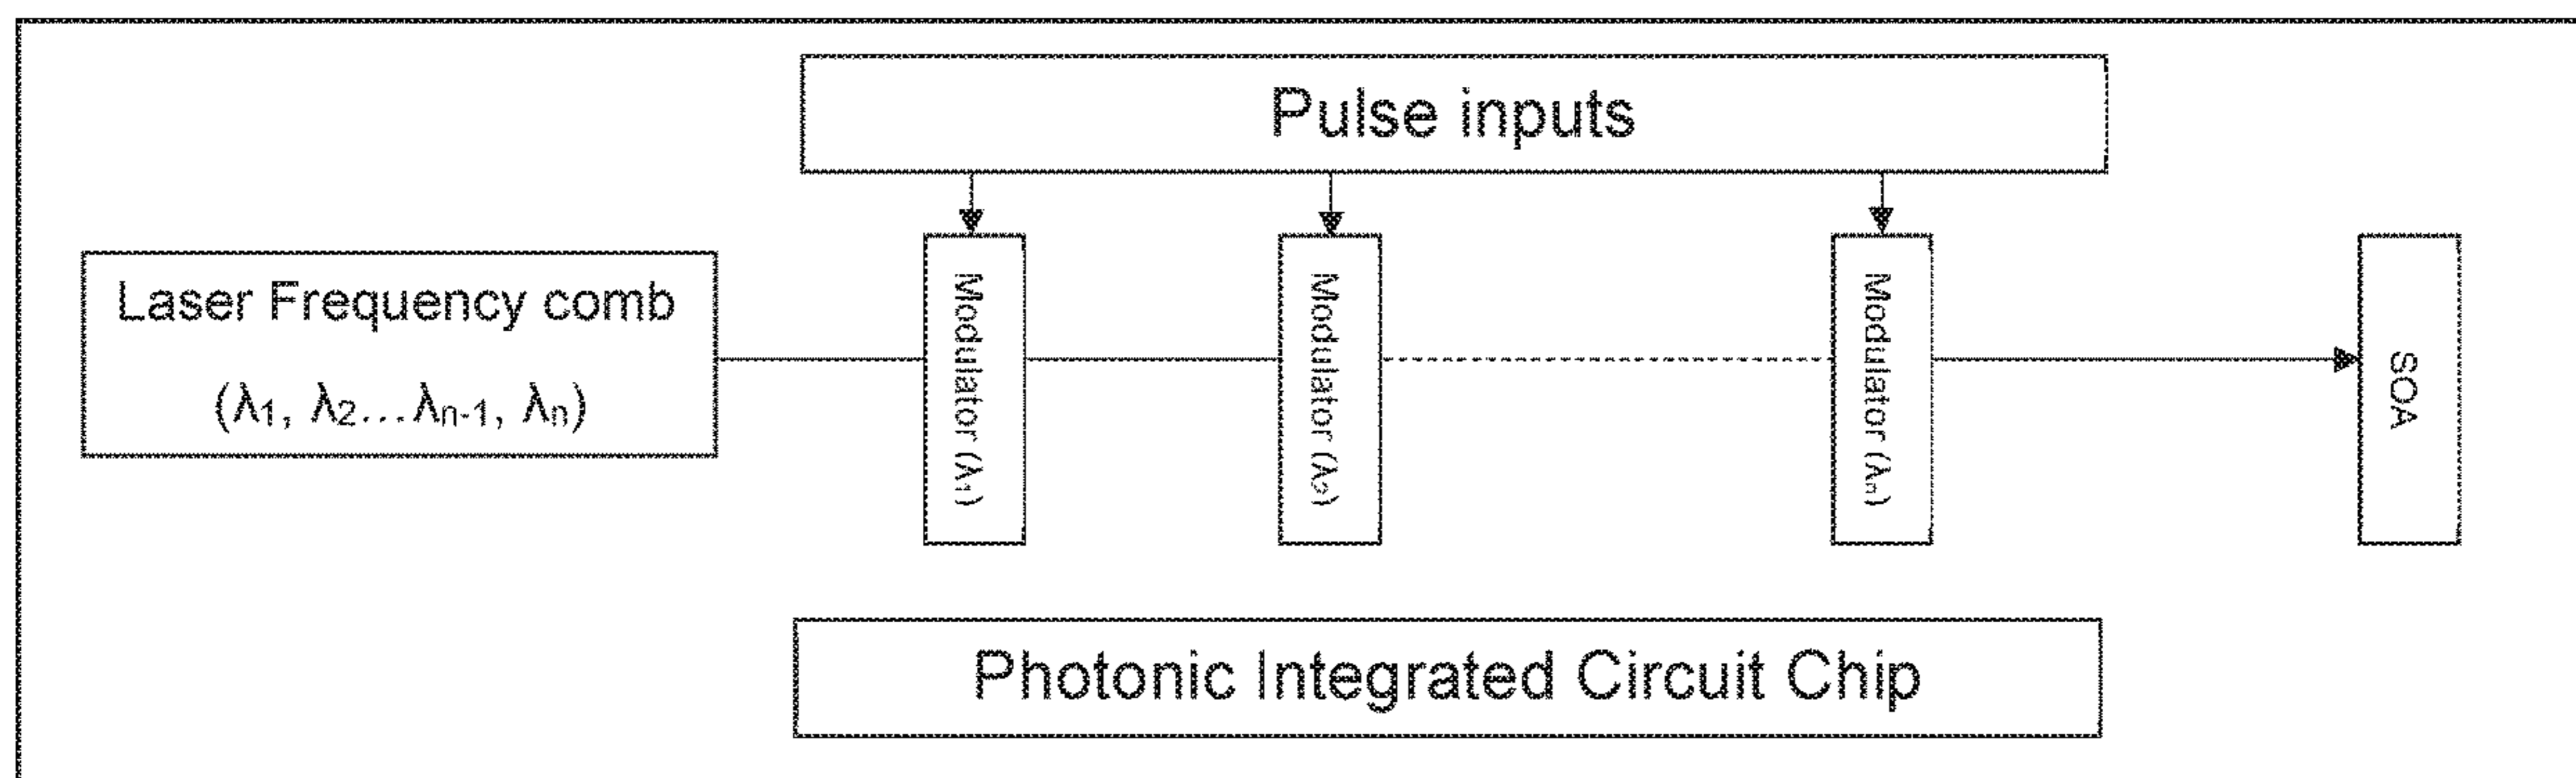 Pulse inputs
Laser Frequency comb
(λ₁, λ₂...λₙ₋₁, λₙ)
Modulator (λ₁)
Modulator (λ₂)
Modulator (λₙ)
SOA
Photonic Integrated Circuit Chip